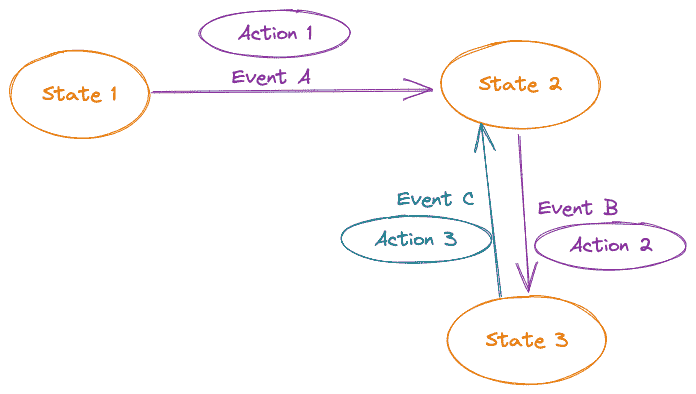 Action 1
Event A
State 1
State 2
Event C
Event B
Action 3
Action 2
State 3